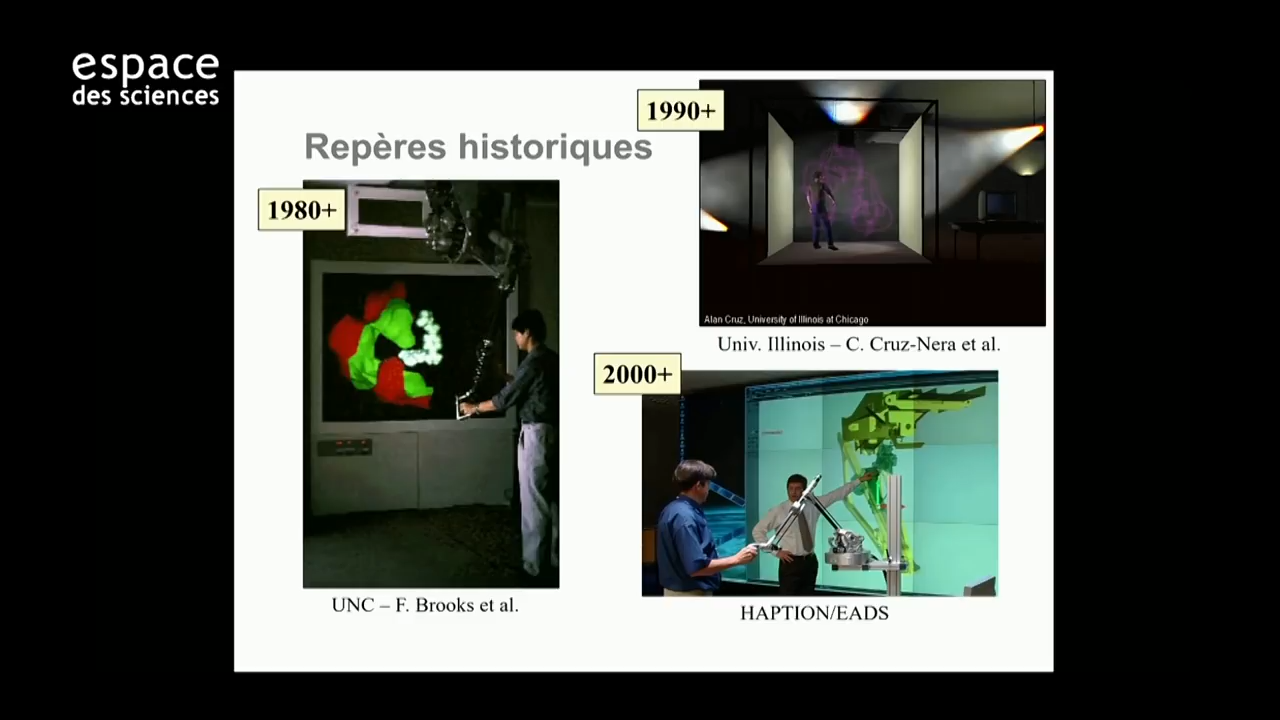 espace
des sciences
Repères historiques
1980+
UNC – F. Brooks et al.
1990+
Alan Cruz, University of Illinois at Chicago
Univ. Illinois – C. Cruz-Nera et al.
2000+
HAPTION/EADS